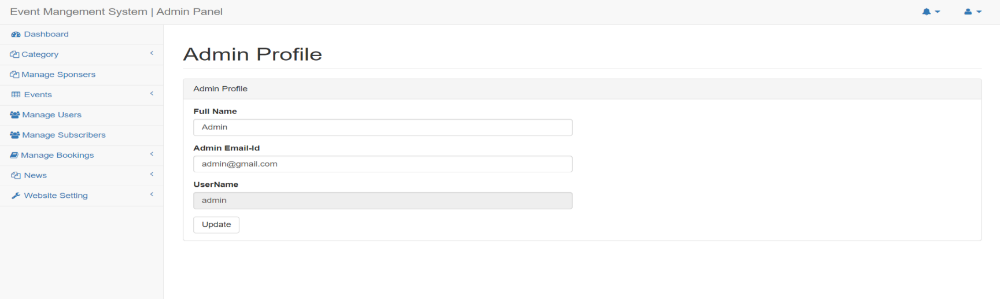 Event Mangement System | Admin Panel
Dashboard
Category
Manage Sponsers
Events
Manage Users
Manage Subscribers
Manage Bookings
News
Website Setting
Admin Profile
Admin Profile
Full Name
Admin
Admin Email-Id
admin@gmail.com
UserName
admin
Update